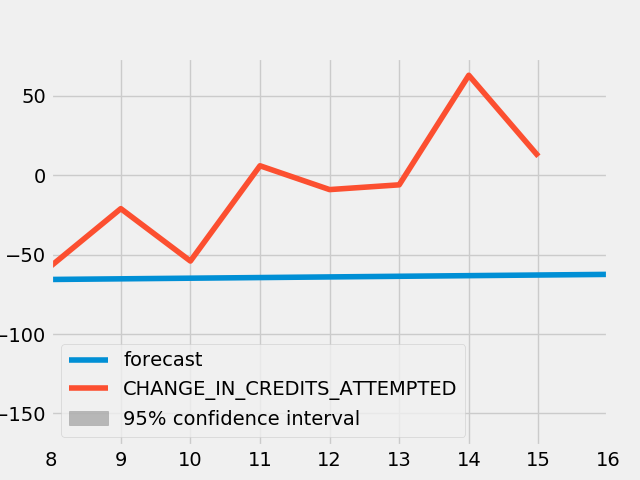 50
0
−50
−100
−150
forecast
CHANGE_IN_CREDITS_ATTEMPTED
95% confidence interval
8 9 10 11 12 13 14 15 16